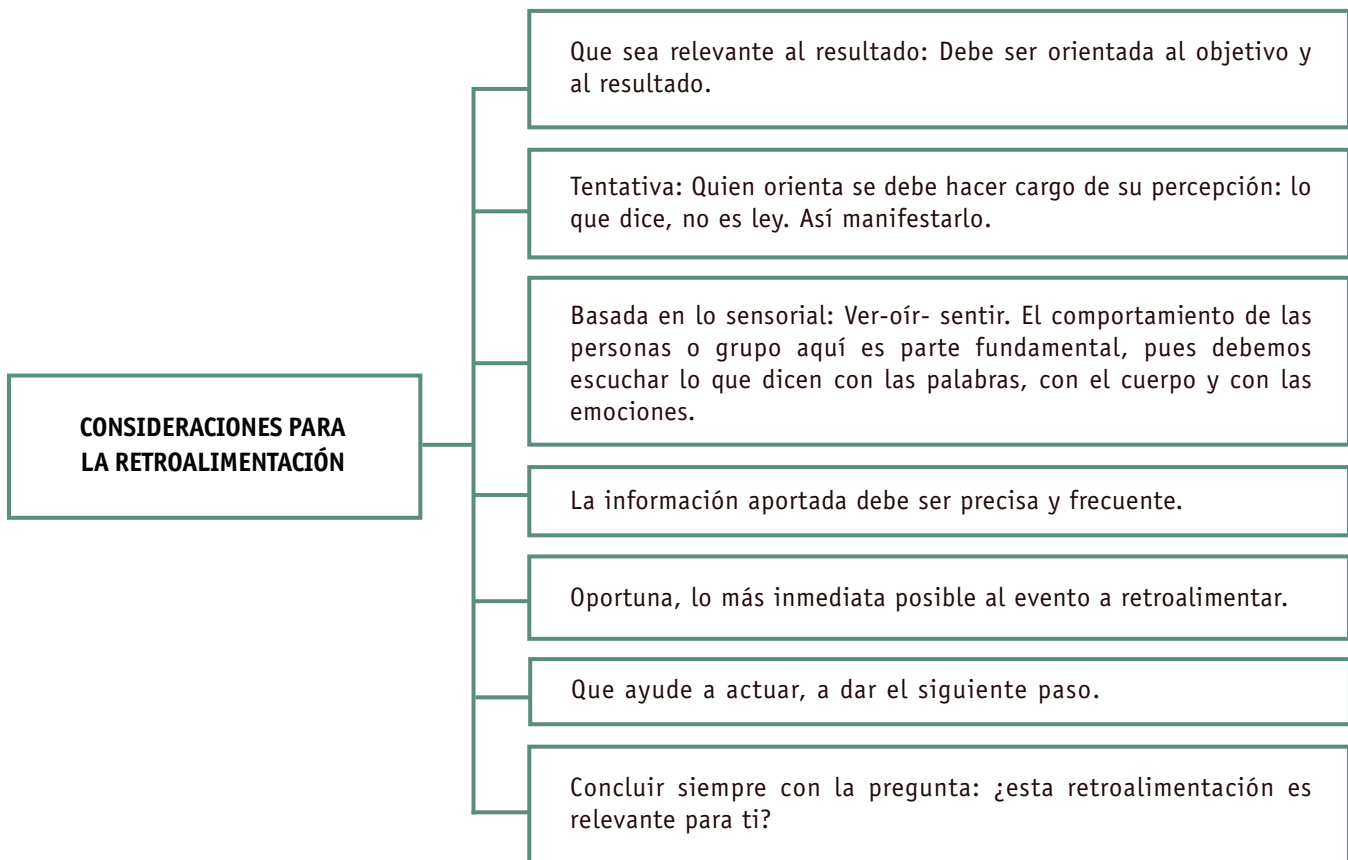 Que sea relevante al resultado: Debe ser orientada al objetivo y
al resultado.
Tentativa: Quien orienta se debe hacer cargo de su percepción: lo
que dice, no es ley. Así manifestarlo.
Basada en lo sensorial: Ver-oír- sentir. El comportamiento de las
personas o grupo aquí es parte fundamental, pues debemos
escuchar lo que dicen con las palabras, con el cuerpo y con las
emociones.
CONSIDERACIONES PARA
LA RETROALIMENTACIÓN
La información aportada debe ser precisa y frecuente.
Oportuna, lo más inmediata posible al evento a retroalimentar.
Que ayude a actuar, a dar el siguiente paso.
Concluir siempre con la pregunta: ¿esta retroalimentación es
relevante para ti?